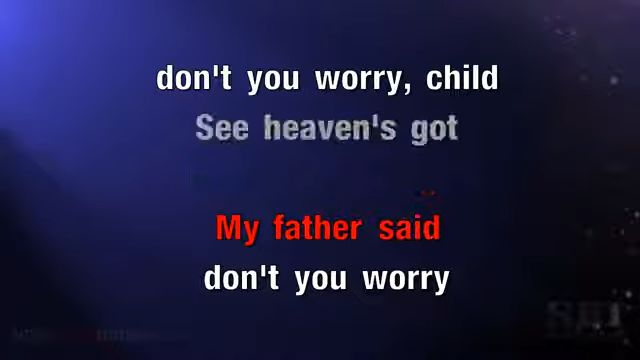 don't you worry, child
See heaven's got
My father said
don't you worry